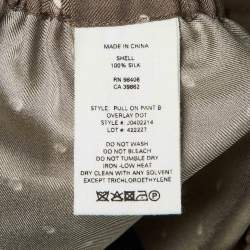 MADE IN CHINA
SHELL
100% SILK
RN 98406
CA 39862
STYLE: PULL ON PANT B
OVERLAY DOT
STYLE # : J0402214
LOT #: 422227
DO NOT WASH
DO NOT BLEACH
DO NOT TUMBLE DRY
IRON -LOW HEAT
DRY CLEAN WITH ANY SOLVENT
EXCEPT TRICHLOROETHYLENE